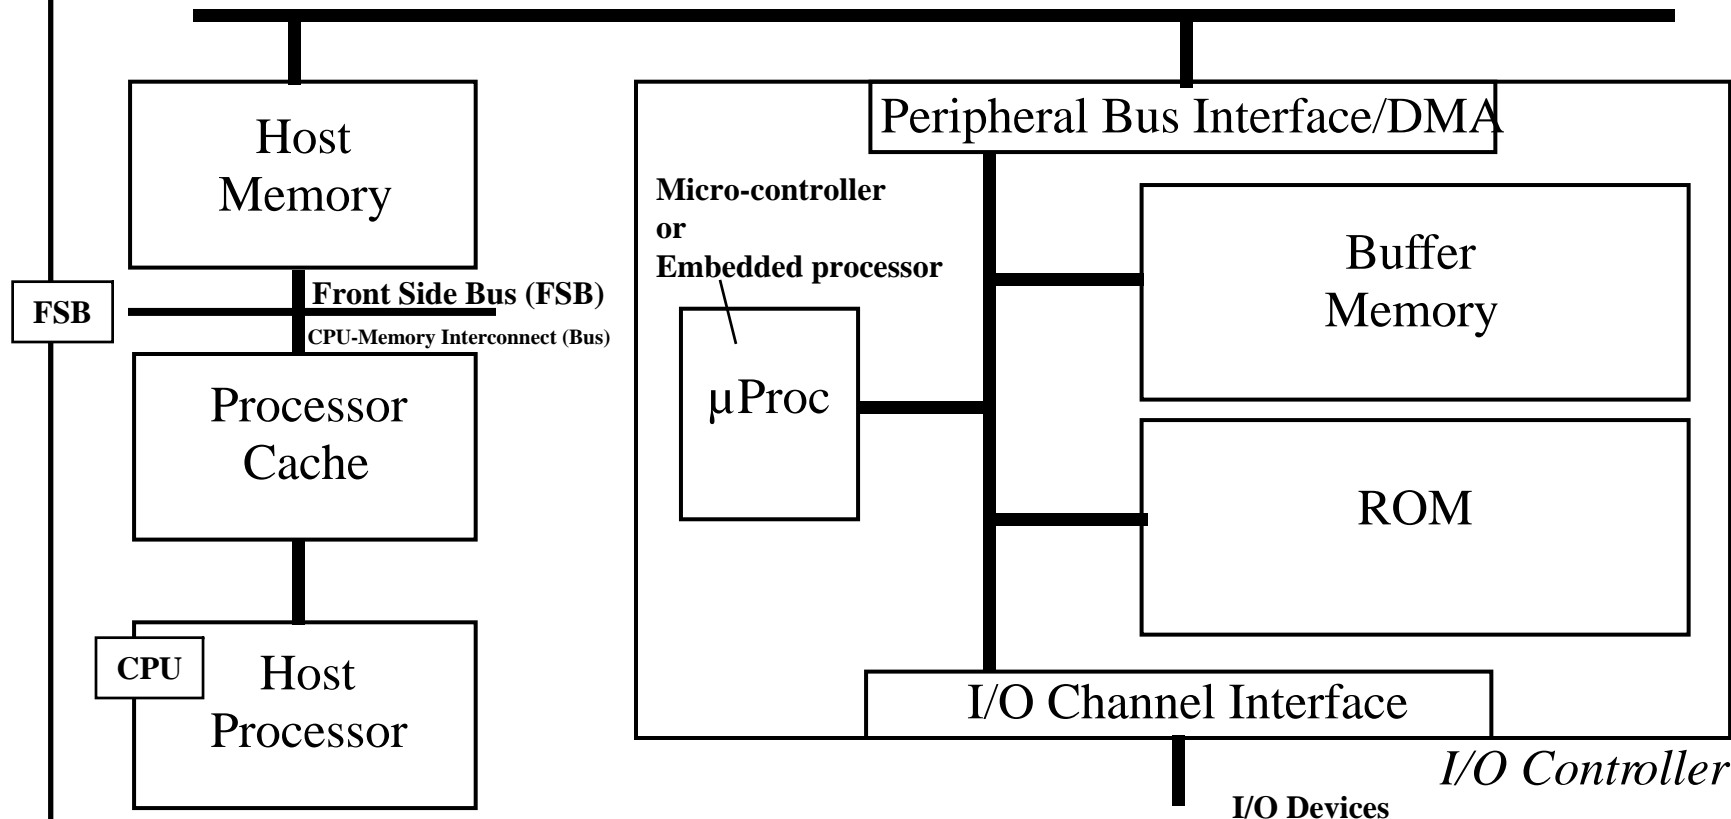 Host
Memory
FSB
Front Side Bus (FSB)
CPU-Memory Interconnect (Bus)
Processor
Cache
CPU
Host
Processor
Peripheral Bus Interface/DMA
Micro-controller
or
Embedded processor
µProc
Buffer
Memory
ROM
I/O Channel Interface
I/O Controller
I/O Devices